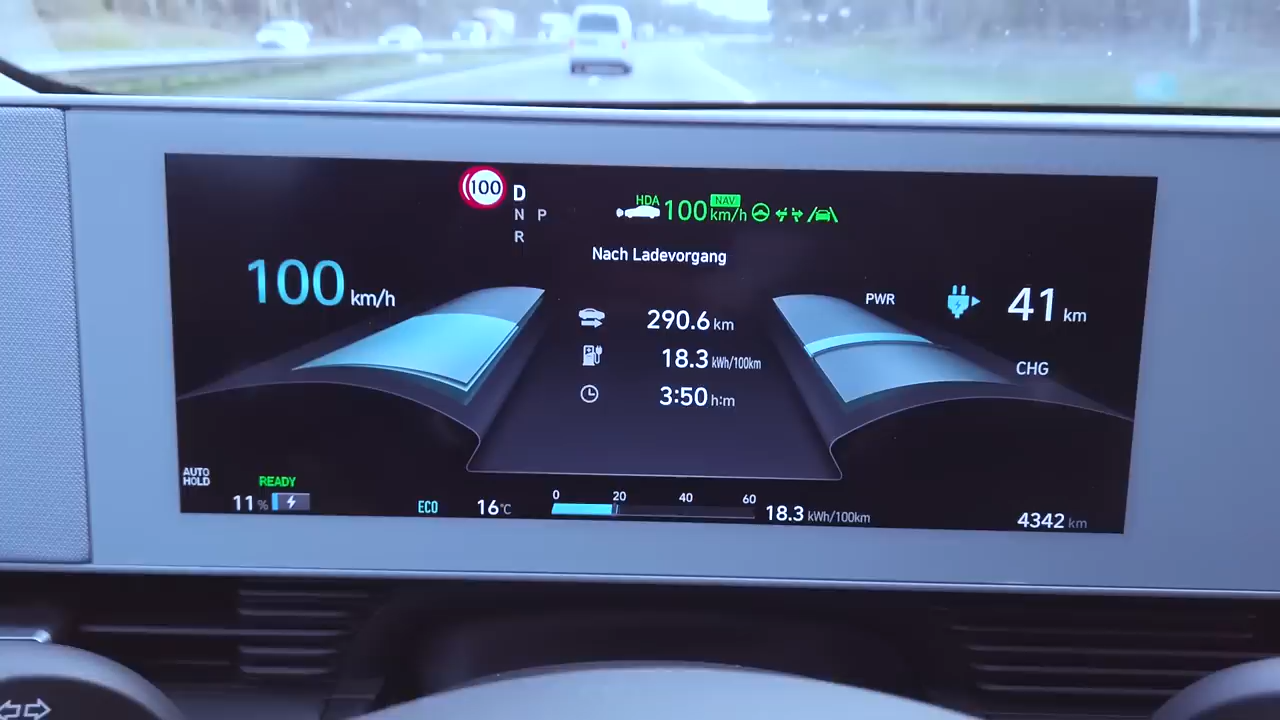 100
D
N P
R
HDA 100 km/h NAV
Nach Ladevorgang
100 km/h
PWR
41 km
290.6 km
18.3 kWh/100km
CHG
3:50 h:m
AUTO HOLD
READY
11 %
ECO
16 °C
0 20 40 60
18.3 kWh/100km
4342 km